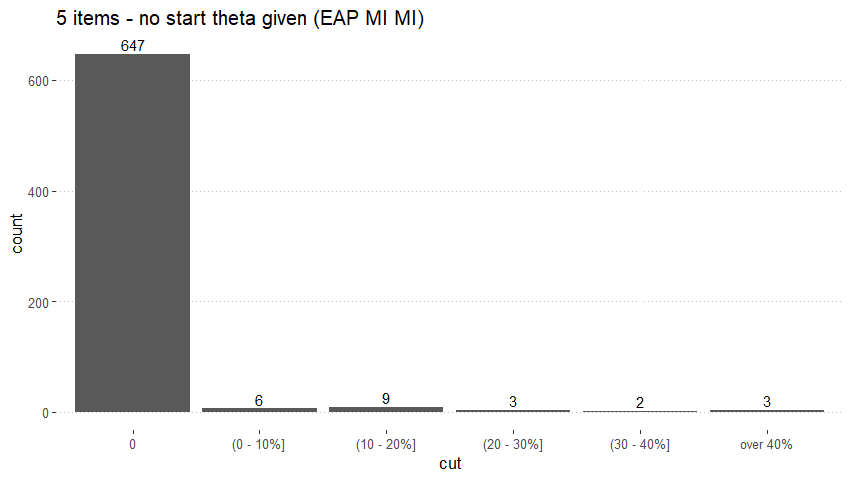 5 items - no start theta given (EAP MI MI)
647
600
400
count
200
6
9
3
2
3
0
0
(0 - 10%]
(10 - 20%]
(20 - 30%]
(30 - 40%]
over 40%
cut